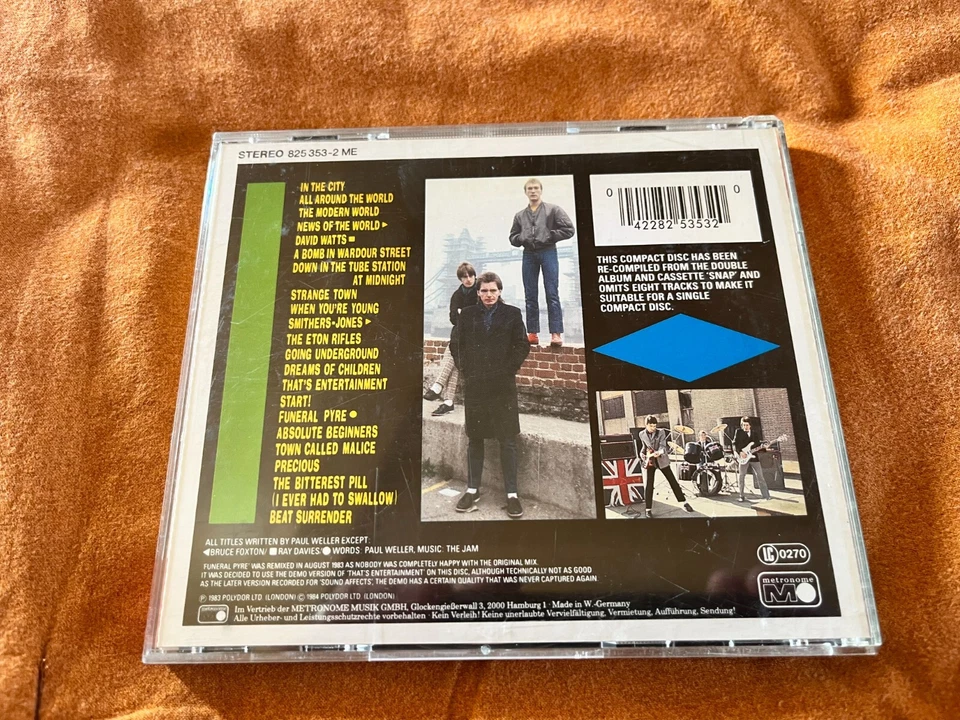 STEREO 825 353-2 ME
IN THE CITY
ALL AROUND THE WORLD
THE MODERN WORLD
NEWS OF THE WORLD ▶
DAVID WATTS ■
A BOMB IN WARDOUR STREET
DOWN IN THE TUBE STATION
AT MIDNIGHT
STRANGE TOWN
WHEN YOU'RE YOUNG
SMITHERS-JONES ▶
THE ETON RIFLES
GOING UNDERGROUND
DREAMS OF CHILDREN
THAT'S ENTERTAINMENT
START!
FUNERAL PYRE ●
ABSOLUTE BEGINNERS
TOWN CALLED MALICE
PRECIOUS
THE BITTEREST PILL
(I EVER HAD TO SWALLOW)
BEAT SURRENDER
0 0
42282 53532
THIS COMPACT DISC HAS BEEN
RE-COMPILED FROM THE DOUBLE
ALBUM AND CASSETTE 'SNAP' AND
OMITS EIGHT TRACKS TO MAKE IT
SUITABLE FOR A SINGLE
COMPACT DISC.
ALL TITLES WRITTEN BY PAUL WELLER EXCEPT:
◀BRUCE FOXTON/ ■RAY DAVIES/● WORDS: PAUL WELLER, MUSIC: THE JAM
'FUNERAL PYRE' WAS REMIXED IN AUGUST 1983 AS NOBODY WAS COMPLETELY HAPPY WITH THE ORIGINAL MIX.
IT WAS DECIDED TO USE THE DEMO VERSION OF 'THAT'S ENTERTAINMENT' ON THIS DISC, ALTHOUGH TECHNICALLY NOT AS GOOD
AS THE LATER VERSION RECORDED FOR 'SOUND AFFECTS', THE DEMO HAS A CERTAIN QUALITY THAT WAS NEVER CAPTURED AGAIN.
℗ 1983 POLYDOR LTD. (LONDON) © 1984 POLYDOR LTD. (LONDON)
Im Vertrieb der METRONOME MUSIK GMBH, Glockengießerwall 3, 2000 Hamburg 1 · Made in W.-Germany
Alle Urheber- und Leistungsschutzrechte vorbehalten · Kein Verleih! Keine unerlaubte Vervielfältigung, Vermietung, Aufführung, Sendung!
LC 0270
metronome